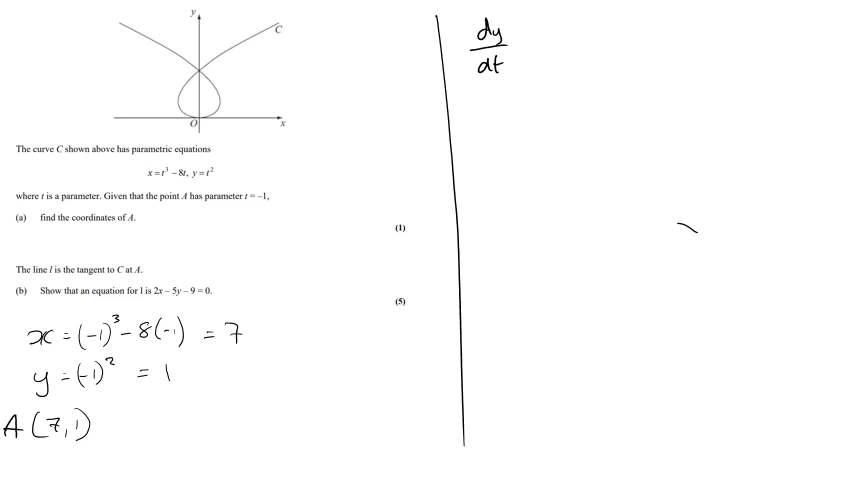 y
C
O
x
The curve C shown above has parametric equations
x = t³ – 8t, y = t²
where t is a parameter. Given that the point A has parameter t = –1,
(a) find the coordinates of A.
(1)
The line l is the tangent to C at A.
(b) Show that an equation for l is 2x – 5y – 9 = 0.
(5)
x = (-1)³ - 8(-1) = 7
y = (-1)² = 1
A (7,1)
dy
dt